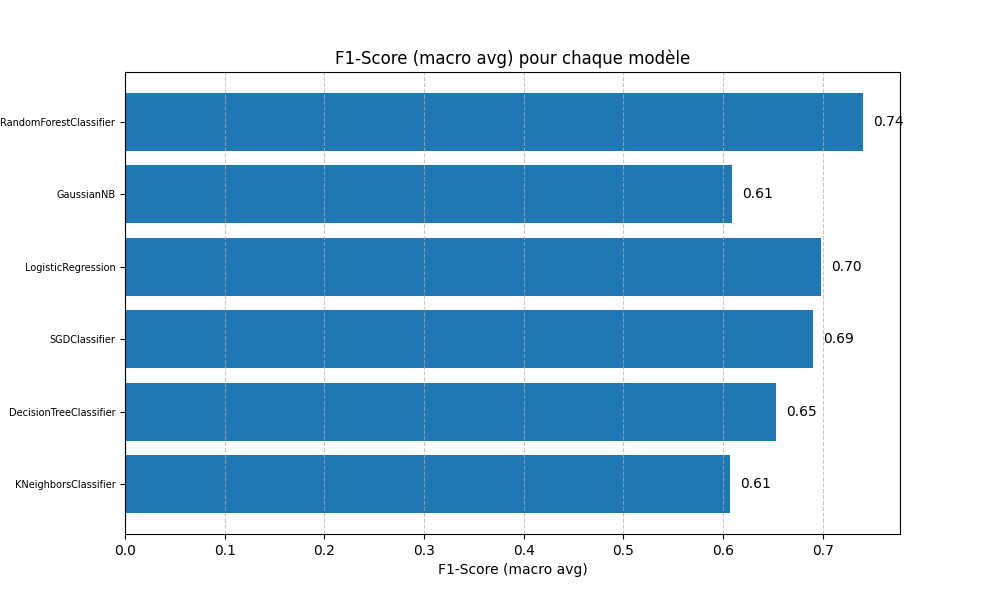 F1-Score (macro avg) pour chaque modèle
RandomForestClassifier 0.74
GaussianNB 0.61
LogisticRegression 0.70
SGDClassifier 0.69
DecisionTreeClassifier 0.65
KNeighborsClassifier 0.61
0.0 0.1 0.2 0.3 0.4 0.5 0.6 0.7
F1-Score (macro avg)